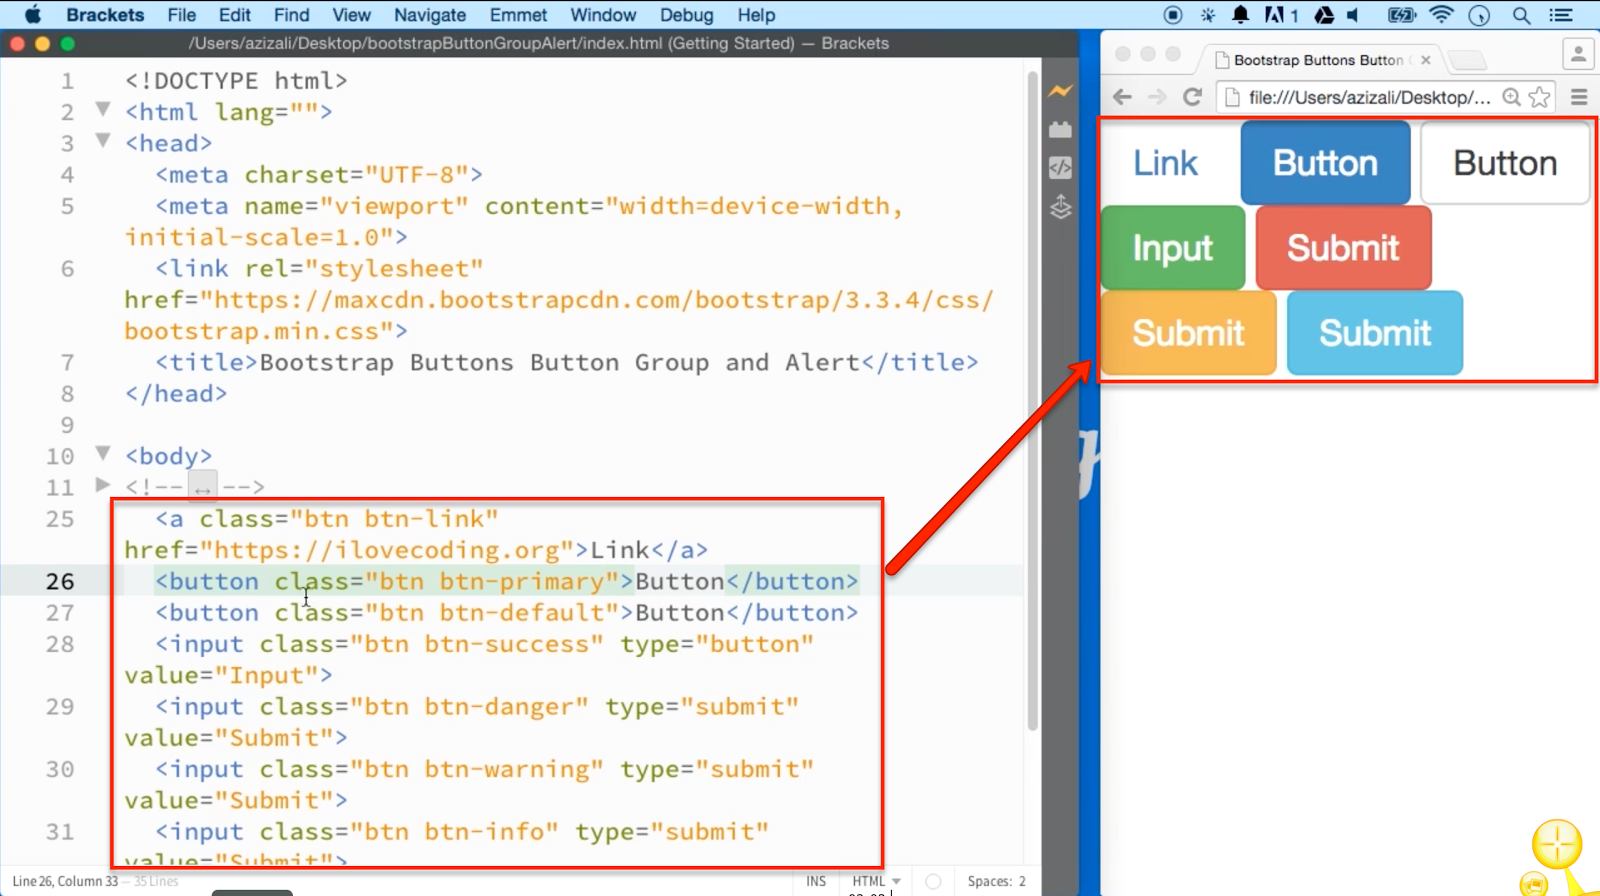 Brackets File Edit Find View Navigate Emmet Window Debug Help 1
/Users/azizali/Desktop/bootstrapButtonGroupAlert/index.html (Getting Started) — Brackets
1 <!DOCTYPE html>
2 <html lang="">
3 <head>
4 <meta charset="UTF-8">
5 <meta name="viewport" content="width=device-width,
initial-scale=1.0">
6 <link rel="stylesheet"
href="https://maxcdn.bootstrapcdn.com/bootstrap/3.3.4/css/
bootstrap.min.css">
7 <title>Bootstrap Buttons Button Group and Alert</title>
8 </head>
9
10 <body>
11 <!-- ↔ -->
25 <a class="btn btn-link"
href="https://ilovecoding.org">Link</a>
26 <button class="btn btn-primary">Button</button>
27 <button class="btn btn-default">Button</button>
28 <input class="btn btn-success" type="button"
value="Input">
29 <input class="btn btn-danger" type="submit"
value="Submit">
30 <input class="btn btn-warning" type="submit"
value="Submit">
31 <input class="btn btn-info" type="submit"
value="Submit">
Line 26, Column 33 — 35 Lines
INS HTML Spaces: 2
Bootstrap Buttons Button
file:///Users/azizali/Desktop/...
Link Button Button
Input Submit
Submit Submit